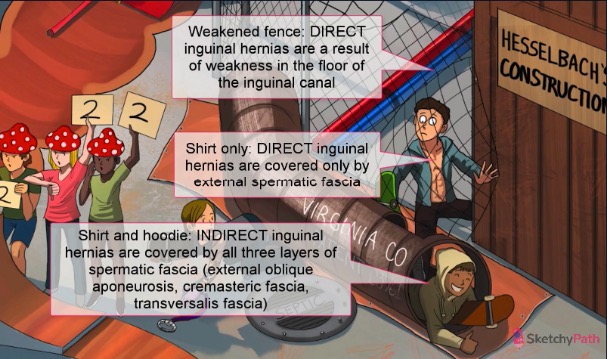 Weakened fence: DIRECT
inguinal hernias are a result
of weakness in the floor of
the inguinal canal
HESSELBACH'S
CONSTRUCTION
2 2
Shirt only: DIRECT inguinal
hernias are covered only by
external spermatic fascia
2
VIRGINIA CO
Shirt and hoodie: INDIRECT inguinal
hernias are covered by all three layers of
spermatic fascia (external oblique
aponeurosis, cremasteric fascia,
transversalis fascia)
SEPTIC
SketchyPath